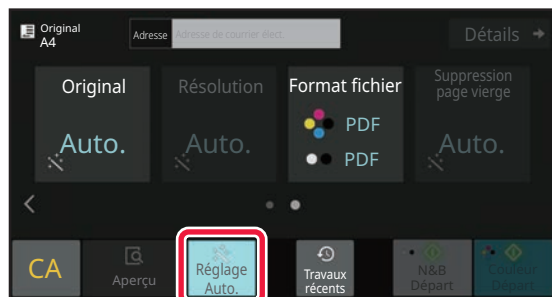 Original
A4
Adresse
Adresse de courrier élect.
Détails
Original
Auto.
Résolution
Auto.
Format fichier
PDF
PDF
Suppression
page vierge
Auto.
CA
Aperçu
Réglage
Auto.
Travaux
récents
N&B
Départ
Couleur
Départ